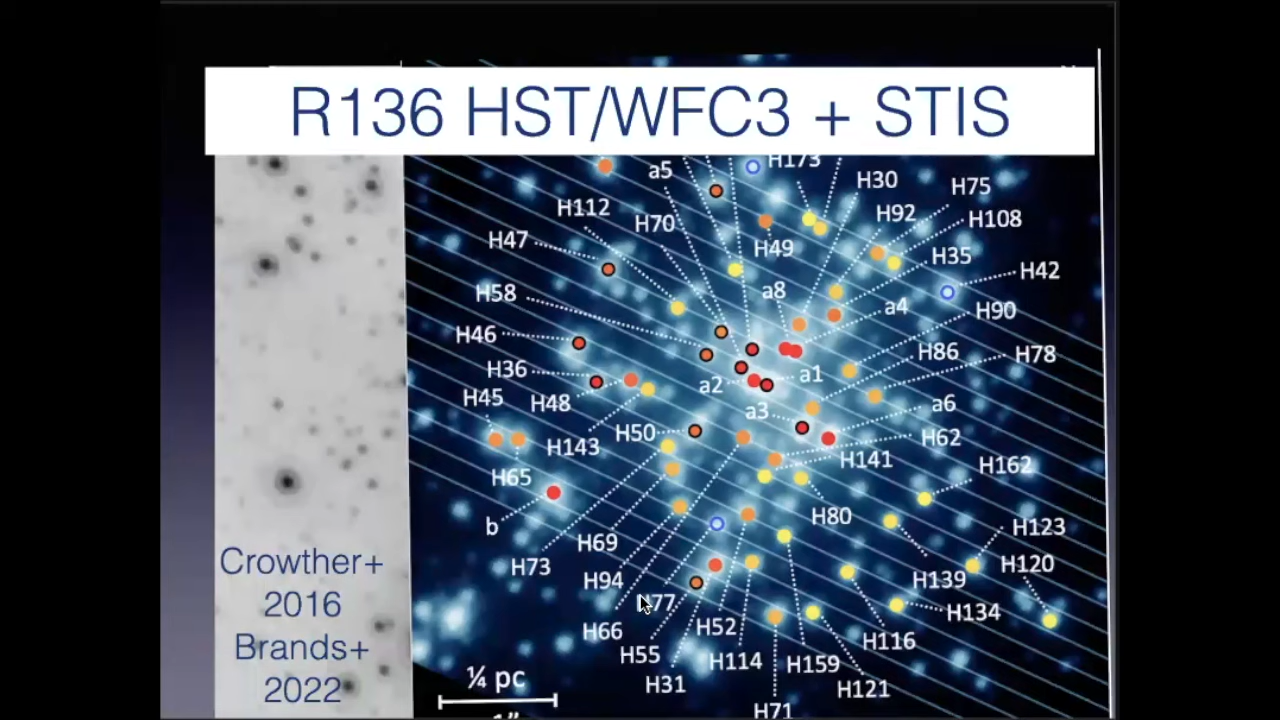 R136 HST/WFC3 + STIS
H173
a5
H30
H75
H112
H92
H108
H70
H47
H49
H35
H42
H58
a8
a4
H90
H46
H86
H78
H36
a1
a2
H45
H48
a3
a6
H50
H62
H143
H141
H162
H65
b
H80
H123
H69
H73
H94
H139
H120
H77
H134
H66
H52
H116
H55
H114
H159
H31
H121
H71
Crowther+
2016
Brands+
2022
¼ pc
1"